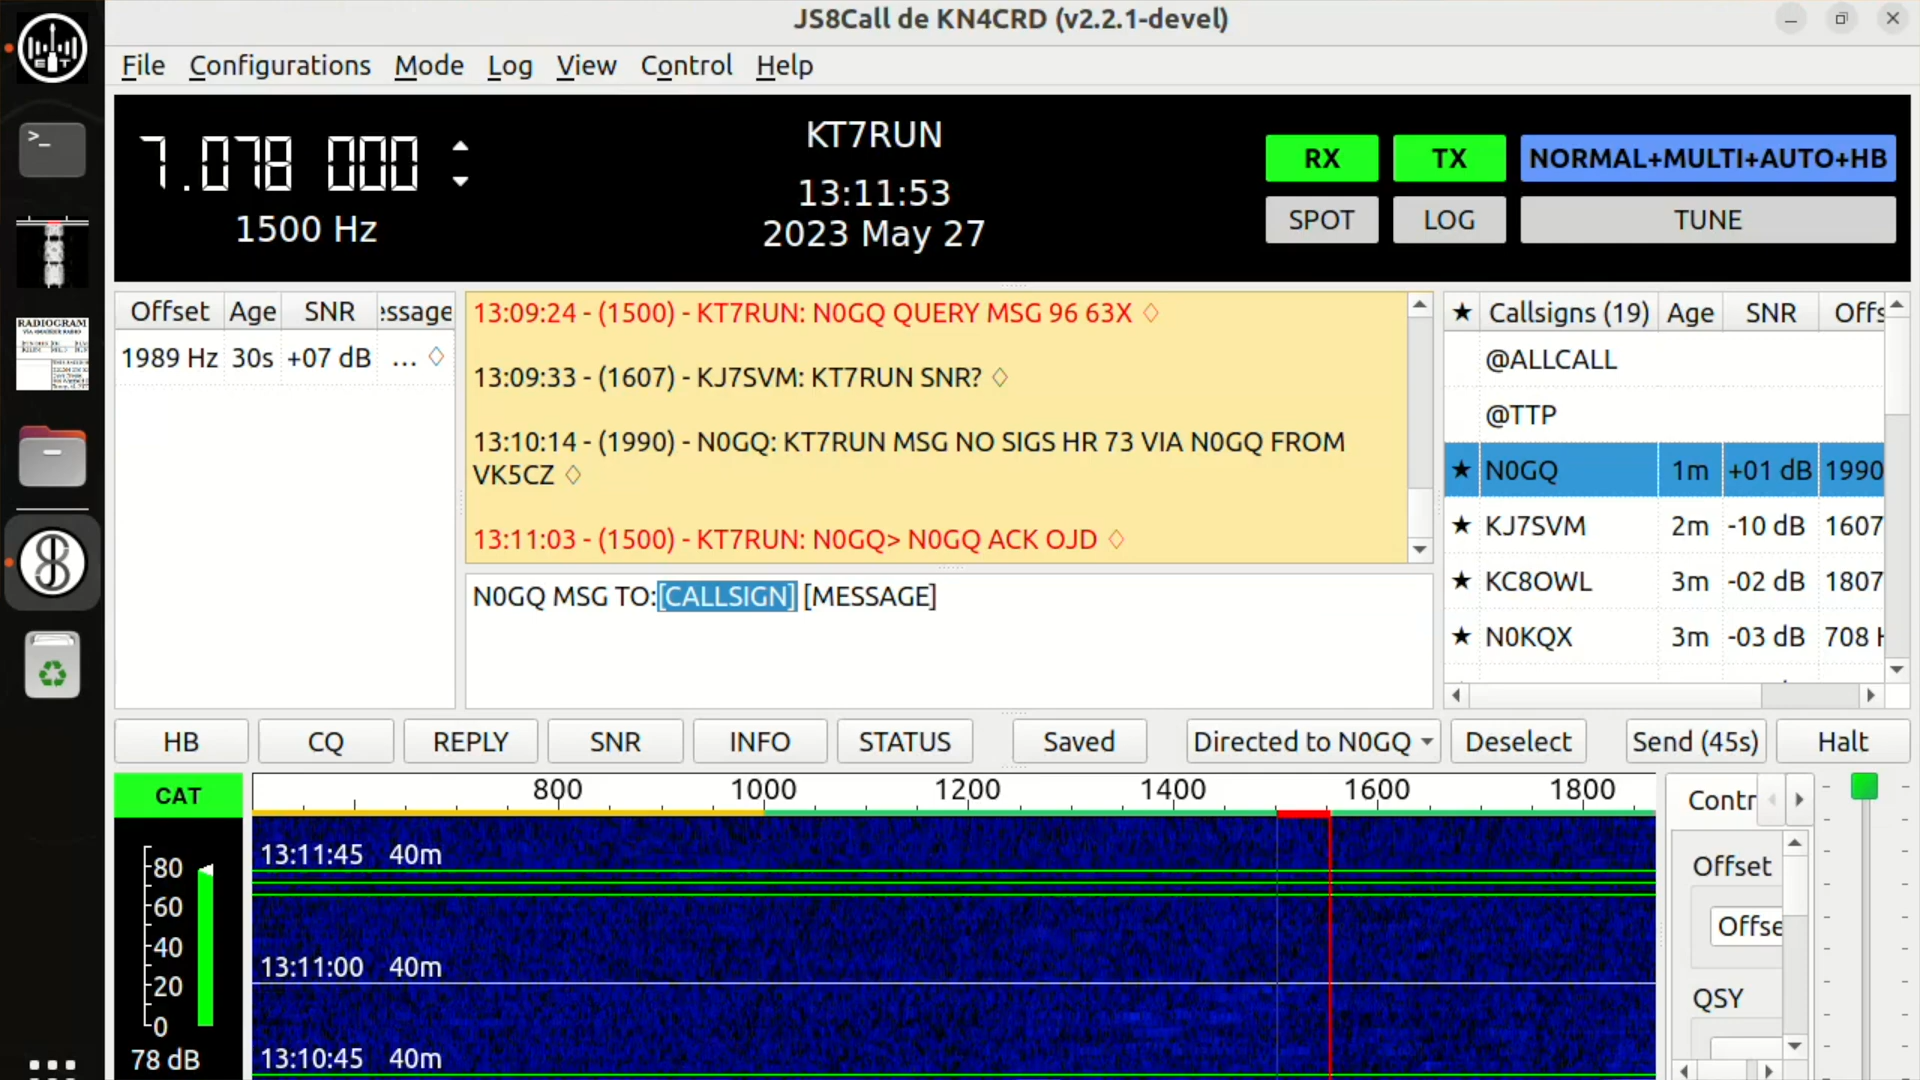 JS8Call de KN4CRD (v2.2.1-devel)
File Configurations Mode Log View Control Help
7.078 000
1500 Hz
KT7RUN
13:11:53
2023 May 27
RX TX NORMAL+MULTI+AUTO+HB
SPOT LOG TUNE
RADIOGRAM
Offset Age SNR essage
1989 Hz 30s +07 dB ... ♢
13:09:24 - (1500) - KT7RUN: N0GQ QUERY MSG 96 63X ♢
13:09:33 - (1607) - KJ7SVM: KT7RUN SNR? ♢
13:10:14 - (1990) - N0GQ: KT7RUN MSG NO SIGS HR 73 VIA N0GQ FROM
VK5CZ ♢
13:11:03 - (1500) - KT7RUN: N0GQ> N0GQ ACK OJD ♢
N0GQ MSG TO:[CALLSIGN] [MESSAGE]
★ Callsigns (19) Age SNR Offs
@ALLCALL
@TTP
★ N0GQ 1m +01 dB 1990
★ KJ7SVM 2m -10 dB 1607
★ KC8OWL 3m -02 dB 1807
★ N0KQX 3m -03 dB 708 H
HB CQ REPLY SNR INFO STATUS Saved Directed to N0GQ Deselect Send (45s) Halt
CAT
80
60
40
20
0
78 dB
800 1000 1200 1400 1600 1800
13:11:45 40m
13:11:00 40m
13:10:45 40m
Contr
Offset
Offse
QSY